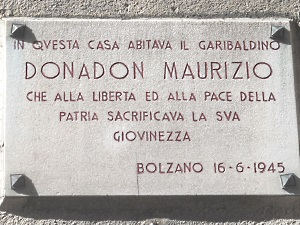 IN QVESTA CASA ABITAVA IL GARIBALDINO
DONADON MAURIZIO
CHE ALLA LIBERTA ED ALLA PACE DELLA
PATRIA SACRIFICAVA LA SVA
GIOVINEZZA
BOLZANO 16-6-1945